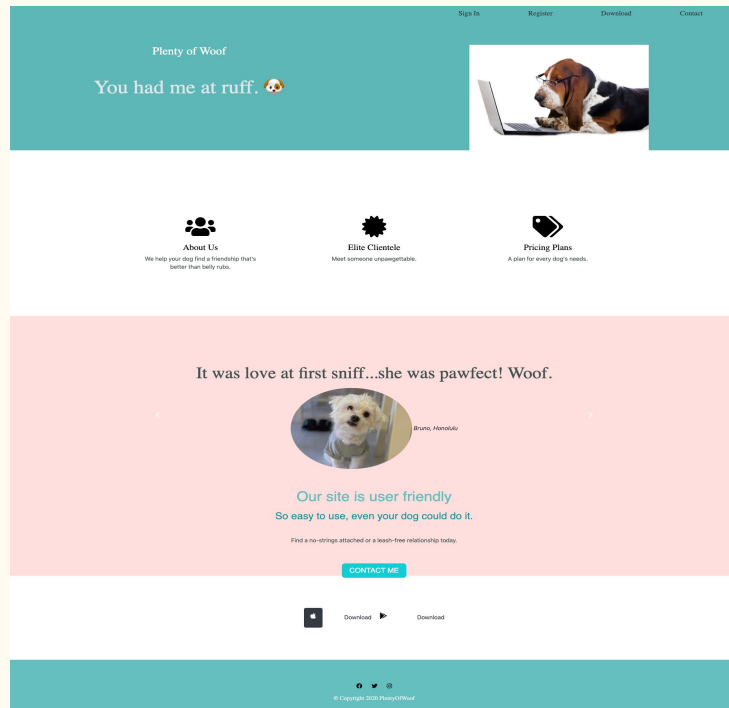 Sign In Register Download Contact
Plenty of Woof
You had me at ruff. 🐶
About Us
We help your dog find a friendship that's
better than belly rubs.
Elite Clientele
Meet someone unpawgettable.
Pricing Plans
A plan for every dog's needs.
It was love at first sniff...she was pawfect! Woof.
Bruno, Honolulu
Our site is user friendly
So easy to use, even your dog could do it.
Find a no-strings attached or a leash-free relationship today.
CONTACT ME
Download Download
© Copyright 2020 PlentyOfWoof